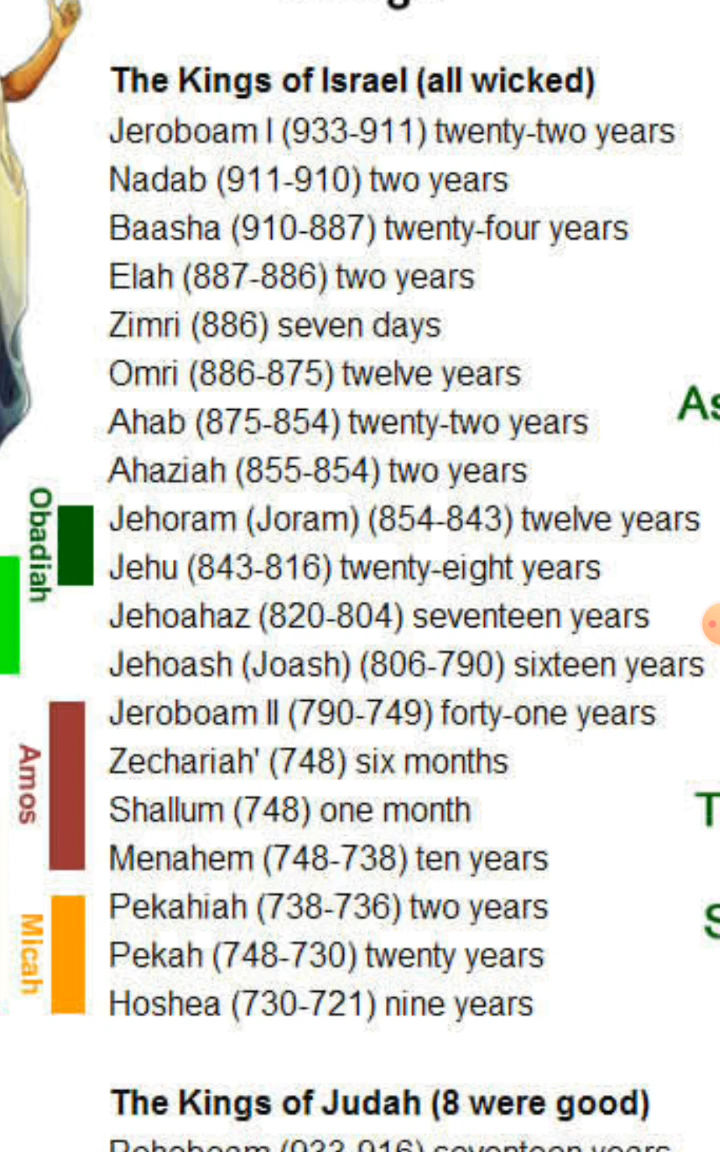 The Kings of Israel (all wicked)
Jeroboam I (933-911) twenty-two years
Nadab (911-910) two years
Baasha (910-887) twenty-four years
Elah (887-886) two years
Zimri (886) seven days
Omri (886-875) twelve years
Ahab (875-854) twenty-two years
As
Ahaziah (855-854) two years
Obadiah
Jehoram (Joram) (854-843) twelve years
Jehu (843-816) twenty-eight years
Jehoahaz (820-804) seventeen years
Jehoash (Joash) (806-790) sixteen years
Amos
Jeroboam II (790-749) forty-one years
Zechariah' (748) six months
Shallum (748) one month
T
Menahem (748-738) ten years
Micah
Pekahiah (738-736) two years
S
Pekah (748-730) twenty years
Hoshea (730-721) nine years
The Kings of Judah (8 were good)
Rehoboam (933-916) seventeen years